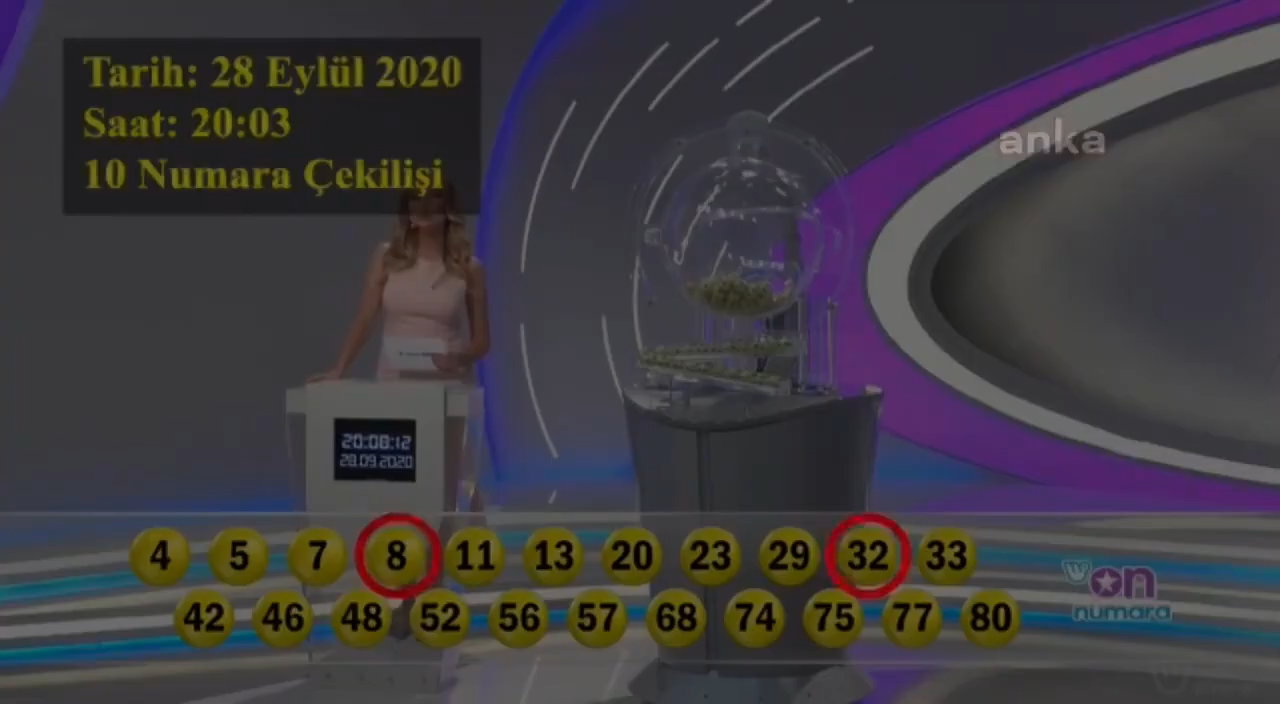 Tarih: 28 Eylül 2020
Saat: 20:03
10 Numara Çekilişi
anka
20:08:12
28.09.2020
4 5 7 8 11 13 20 23 29 32 33
42 46 48 52 56 57 68 74 75 77 80
on
numara